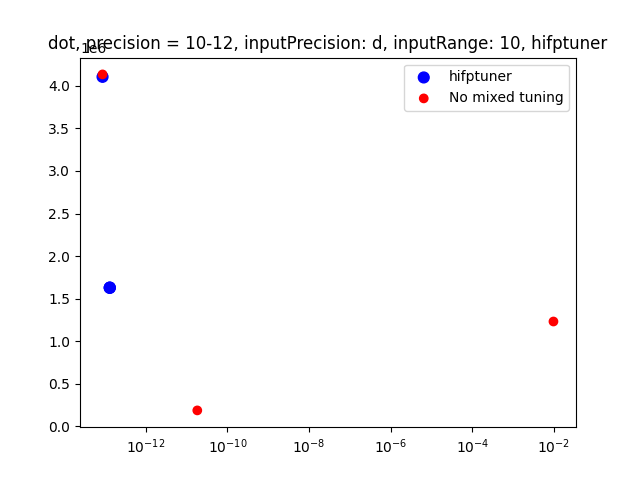 dot, precision = 10-12, inputPrecision: d, inputRange: 10, hifptuner
1e6
hifptuner
No mixed tuning
4.0
3.5
3.0
2.5
2.0
1.5
1.0
0.5
0.0
10⁻¹² 10⁻¹⁰ 10⁻⁸ 10⁻⁶ 10⁻⁴ 10⁻²